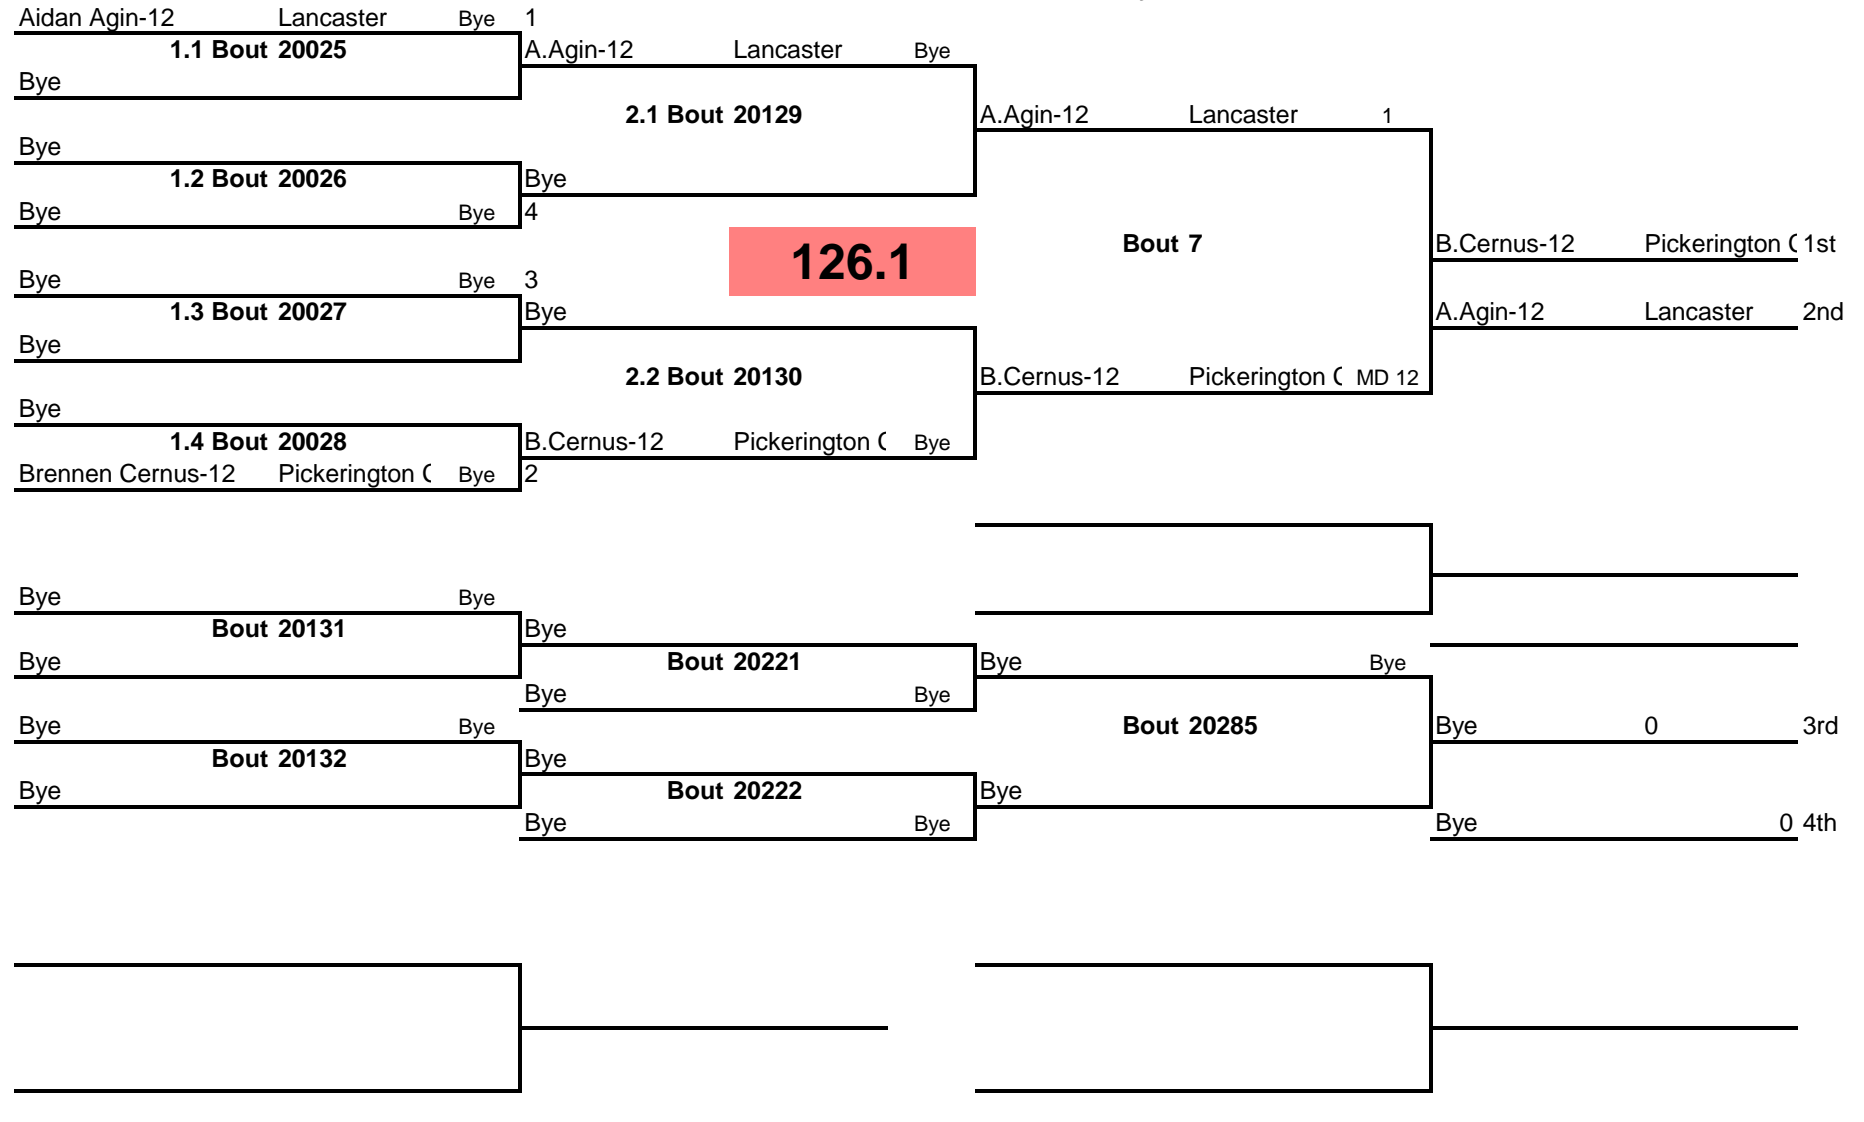 Aidan Agin-12 Lancaster Bye 1
1.1 Bout 20025 A.Agin-12 Lancaster Bye
Bye
2.1 Bout 20129 A.Agin-12 Lancaster 1
Bye
1.2 Bout 20026 Bye
Bye Bye 4
126.1 Bout 7 B.Cernus-12 Pickerington 1st
Bye Bye 3
1.3 Bout 20027 Bye A.Agin-12 Lancaster 2nd
Bye
2.2 Bout 20130 B.Cernus-12 Pickerington MD 12
Bye
1.4 Bout 20028 B.Cernus-12 Pickerington Bye
Brennen Cernus-12 Pickerington Bye 2
Bye Bye
Bout 20131 Bye
Bye Bout 20221 Bye Bye
Bye Bye
Bye Bye Bout 20285 Bye 0 3rd
Bout 20132 Bye
Bye Bout 20222 Bye
Bye Bye Bye 0 4th